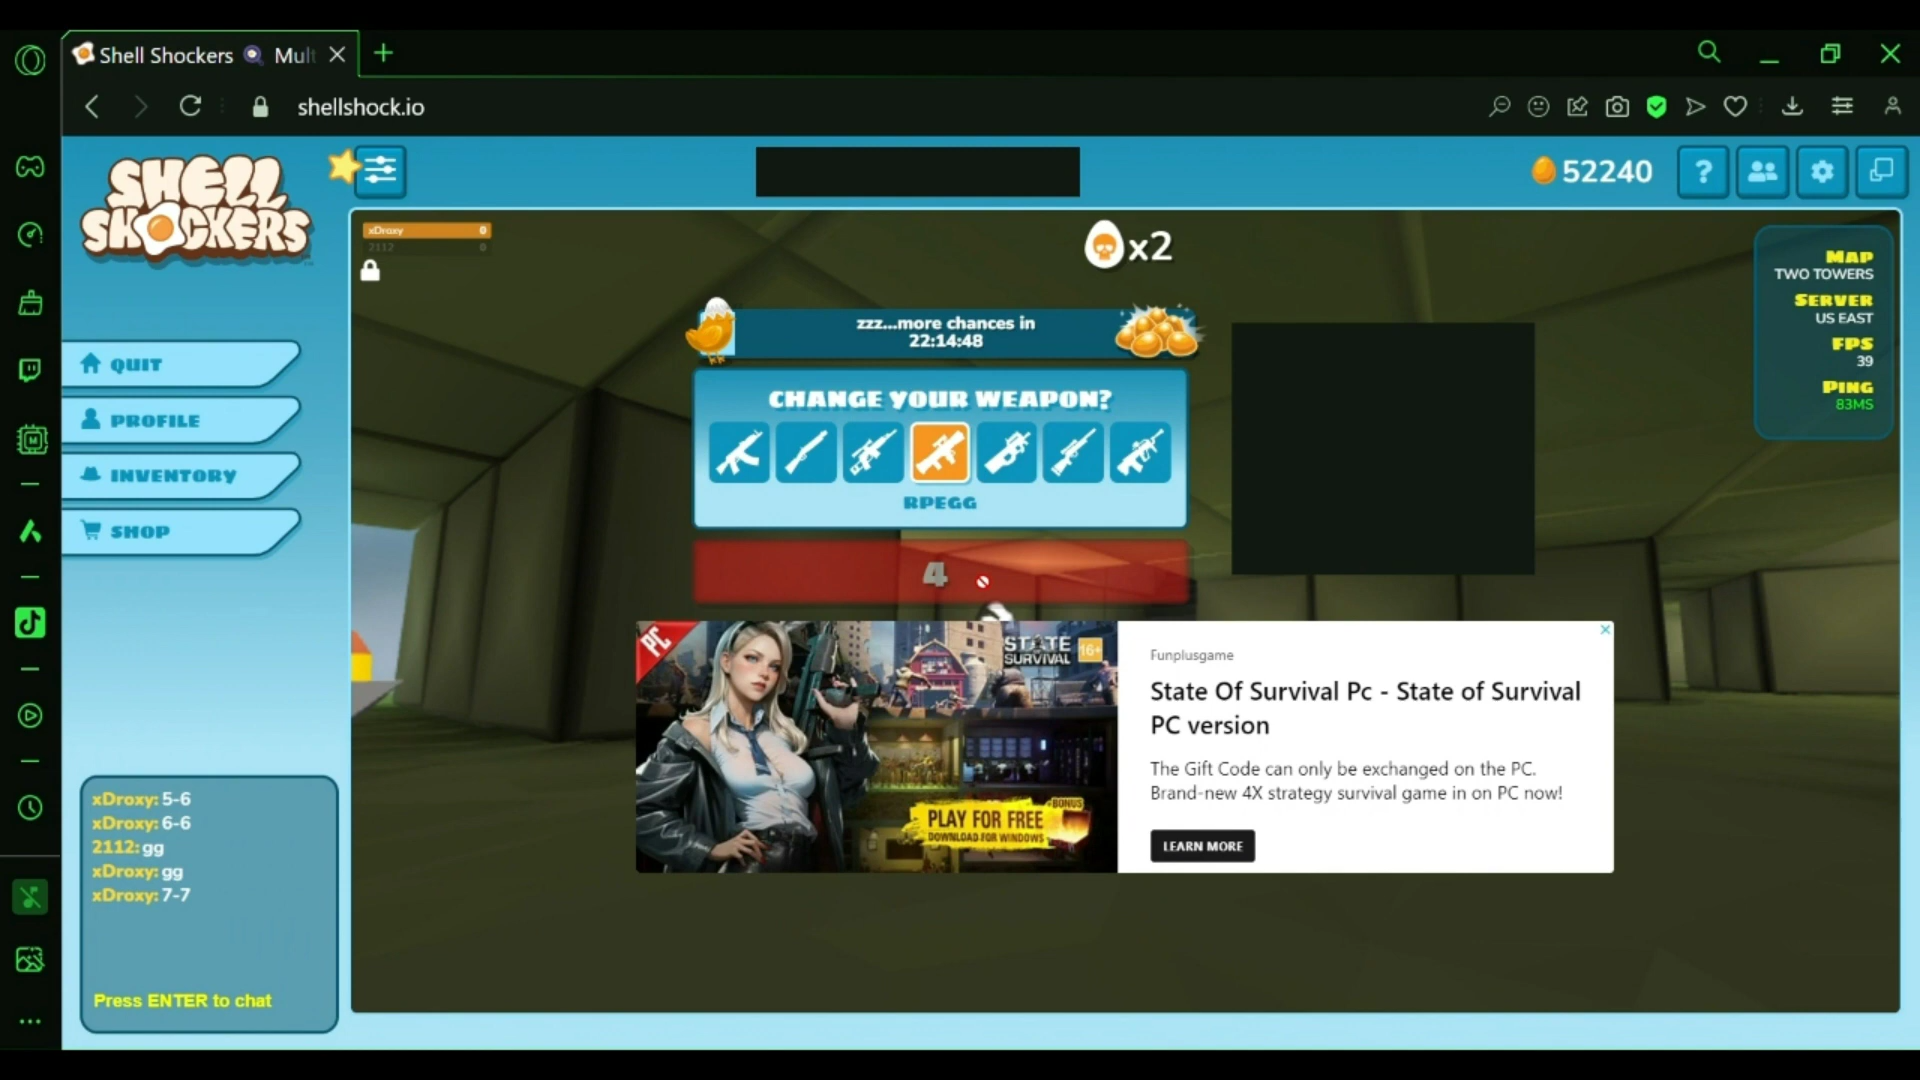 Shell Shockers Mult
shellshock.io
SHELL
SHOCKERS
52240
?
xDroxy 0
2112 0
x2
MAP
TWO TOWERS
SERVER
US EAST
FPS
39
PING
83MS
zzz...more chances in
22:14:48
CHANGE YOUR WEAPON?
RPEGG
4
QUIT
PROFILE
INVENTORY
SHOP
PC
STATE
SURVIVAL
16+
PLAY FOR FREE
DOWNLOAD FOR WINDOWS
+BONUS
Funplusgame
State Of Survival Pc - State of Survival
PC version
The Gift Code can only be exchanged on the PC.
Brand-new 4X strategy survival game in on PC now!
LEARN MORE
xDroxy: 5-6
xDroxy: 6-6
2112: gg
xDroxy: gg
xDroxy: 7-7
Press ENTER to chat